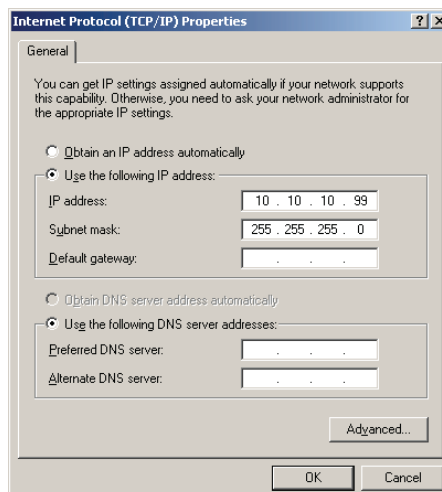 Internet Protocol (TCP/IP) Properties
General
You can get IP settings assigned automatically if your network supports
this capability. Otherwise, you need to ask your network administrator for
the appropriate IP settings.
Obtain an IP address automatically
Use the following IP address:
IP address: 10 . 10 . 10 . 99
Subnet mask: 255 . 255 . 255 . 0
Default gateway: . . .
Obtain DNS server address automatically
Use the following DNS server addresses:
Preferred DNS server: . . .
Alternate DNS server: . . .
Advanced...
OK Cancel